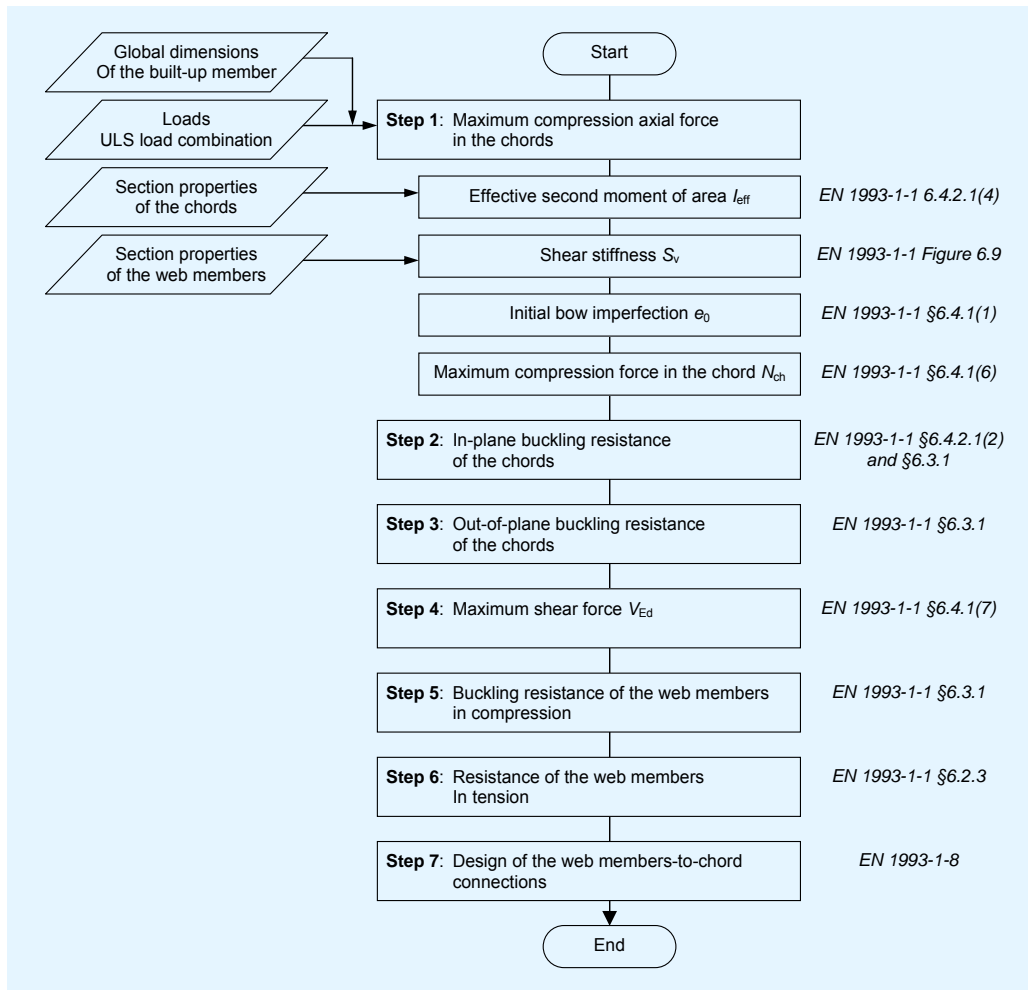 Start
Global dimensions
Of the built-up member
Loads
ULS load combination
Step 1: Maximum compression axial force
in the chords
Section properties
of the chords
Effective second moment of area Ieff
EN 1993-1-1 6.4.2.1(4)
Section properties
of the web members
Shear stiffness Sv
EN 1993-1-1 Figure 6.9
Initial bow imperfection e0
EN 1993-1-1 §6.4.1(1)
Maximum compression force in the chord Nch
EN 1993-1-1 §6.4.1(6)
Step 2: In-plane buckling resistance
of the chords
EN 1993-1-1 §6.4.2.1(2)
and §6.3.1
Step 3: Out-of-plane buckling resistance
of the chords
EN 1993-1-1 §6.3.1
Step 4: Maximum shear force VEd
EN 1993-1-1 §6.4.1(7)
Step 5: Buckling resistance of the web members
in compression
EN 1993-1-1 §6.3.1
Step 6: Resistance of the web members
In tension
EN 1993-1-1 §6.2.3
Step 7: Design of the web members-to-chord
connections
EN 1993-1-8
End